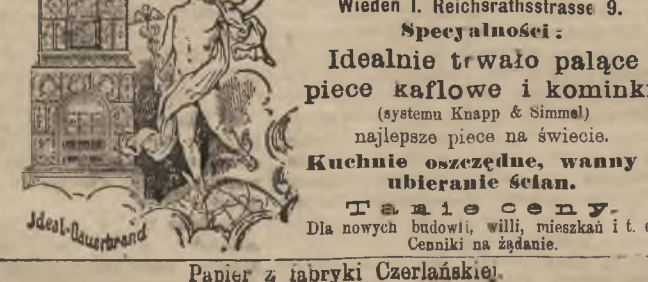 Wieden I. Reichsrathsstrasse 9.
Specyalności:
Idealnie trwało palące
piece kaflowe i kominki
(systemu Knapp & Simmel)
najlepsze piece na świecie.
Kuchnie oszczędne, wanny
ubieranie ścian.
Tanie ceny.
Dla nowych budowli, willi, mieszkań i t. d
Cenniki na żądanie.
Ideal-Dauerbrand
Papier z fabryki Czerlańskiej.